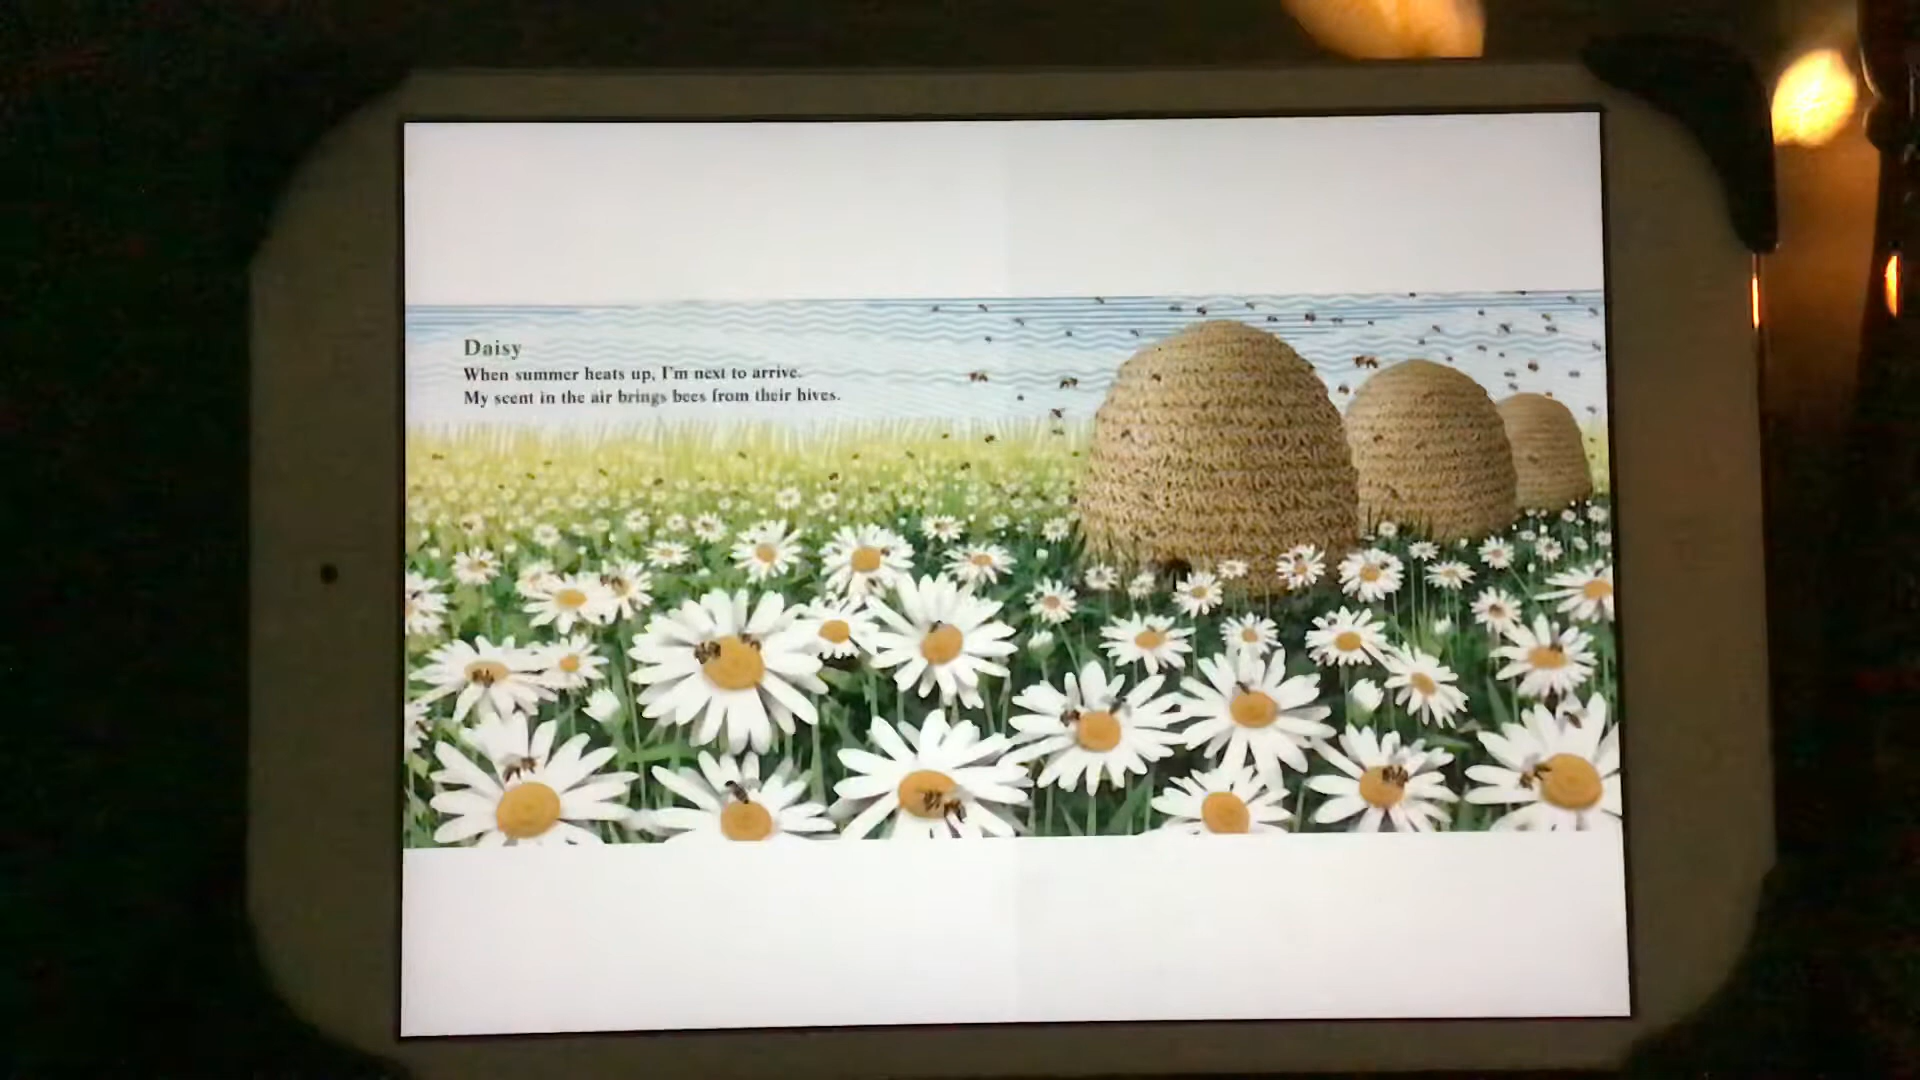 Daisy
When summer heats up, I'm next to arrive.
My scent in the air brings bees from their hives.